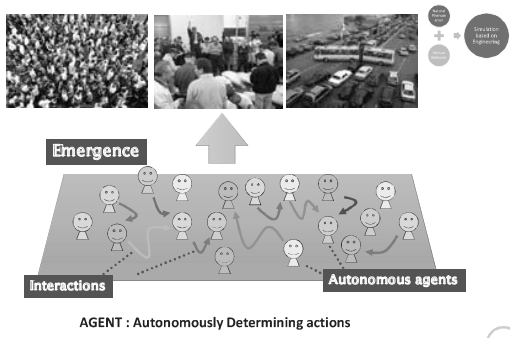 Simulation
based on
Engineering
Emergence
Interactions
Autonomous agents
AGENT : Autonomously Determining actions